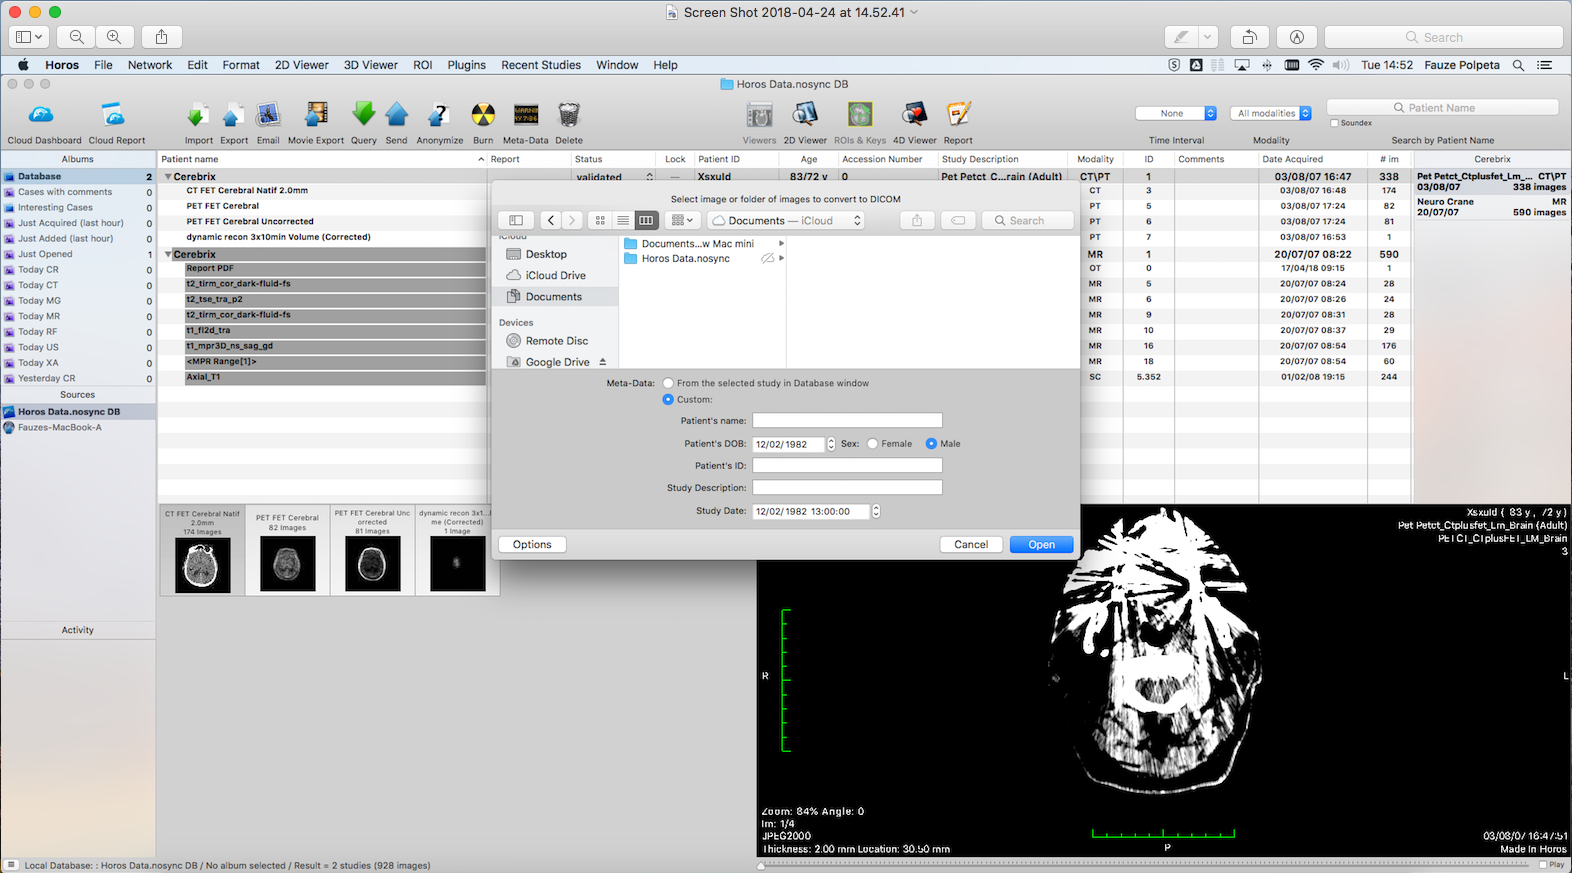 Screen Shot 2018-04-24 at 14.52.41
Search
Horos File Network Edit Format 2D Viewer 3D Viewer ROI Plugins Recent Studies Window Help
Tue 14:52 Fauze Polpeta
Horos Data.nosync DB
None
All modalities
Patient Name
Soundex
Cloud Dashboard Cloud Report Import Export Email Movie Export Query Send Anonymize Burn Meta-Data Delete Viewers 2D Viewer ROIs & Keys 4D Viewer Report Time Interval Modality Search by Patient Name
Albums
Database 2
Cases with comments 0
Interesting Cases 0
Just Acquired (last hour) 0
Just Added (last hour) 0
Just Opened 1
Today CR 0
Today CT 0
Today MG 0
Today MR 0
Today RF 0
Today US 0
Today XA 0
Yesterday CR 0
Sources
Horos Data.nosync DB
Fauzes-MacBook-A
Activity
Patient name Report Status Lock Patient ID Age Accession Number Study Description Modality ID Comments Date Acquired # im
Cerebrix validated — Xsxuld 83/72 y Pet Petct_C...rain (Adult) CT\PT 1 03/08/07 16:47 338
CT FET Cerebral Natif 2.0mm CT 3 03/08/07 16:48 174
PET FET Cerebral PT 5 03/08/07 17:24 82
PET FET Cerebral Uncorrected PT 6 03/08/07 17:24 81
dynamic recon 3x10min Volume (Corrected) PT 7 03/08/07 16:53 1
Cerebrix MR 1 20/07/07 08:22 590
Report PDF OT 0 17/04/18 09:15 1
t2_tirm_cor_dark-fluid-fs MR 5 20/07/07 08:24 28
t2_tse_tra_p2 MR 6 20/07/07 08:26 24
t2_tirm_cor_dark-fluid-fs MR 9 20/07/07 08:31 28
t1_fl2d_tra MR 10 20/07/07 08:37 29
t1_mpr3D_ns_sag_gd MR 16 20/07/07 08:54 176
<MPR Range[1]> MR 18 20/07/07 08:54 60
Axial_T1 SC 5.352 01/02/08 19:15 244
Cerebrix
Pet Petct_Ctplusfet_Lm_... CT\PT
03/08/07 338 images
Neuro Crane MR
20/07/07 590 images
Select image or folder of images to convert to DICOM
Documents — iCloud
Search
iCloud
Desktop
iCloud Drive
Documents
Devices
Remote Disc
Google Drive
Documents...w Mac mini
Horos Data.nosync
Meta-Data: From the selected study in Database window
Custom:
Patient's name:
Patient's DOB: 12/02/1982 Sex: Female Male
Patient's ID:
Study Description:
Study Date: 12/02/1982 13:00:00
Options Cancel Open
CT FET Cerebral Natif
2.0mm
174 Images
PET FET Cerebral
82 Images
PET FET Cerebral Unc
orrected
81 Images
dynamic recon 3x1...l
me (Corrected)
1 Image
Xsxuld ( 83 y , 72 y )
Pet Petct_Ctplusfet_Lm_Brain (Adult)
PETCT_CTplusFET_LM_Brain
3
R
L
Zoom: 84% Angle: 0
Im: 1/4
JPEG2000
Thickness: 2.00 mm Location: 30.50 mm
P
03/08/07 16:47:51
Made In Horos
Local Database: : Horos Data.nosync DB / No album selected / Result = 2 studies (928 images)
Play